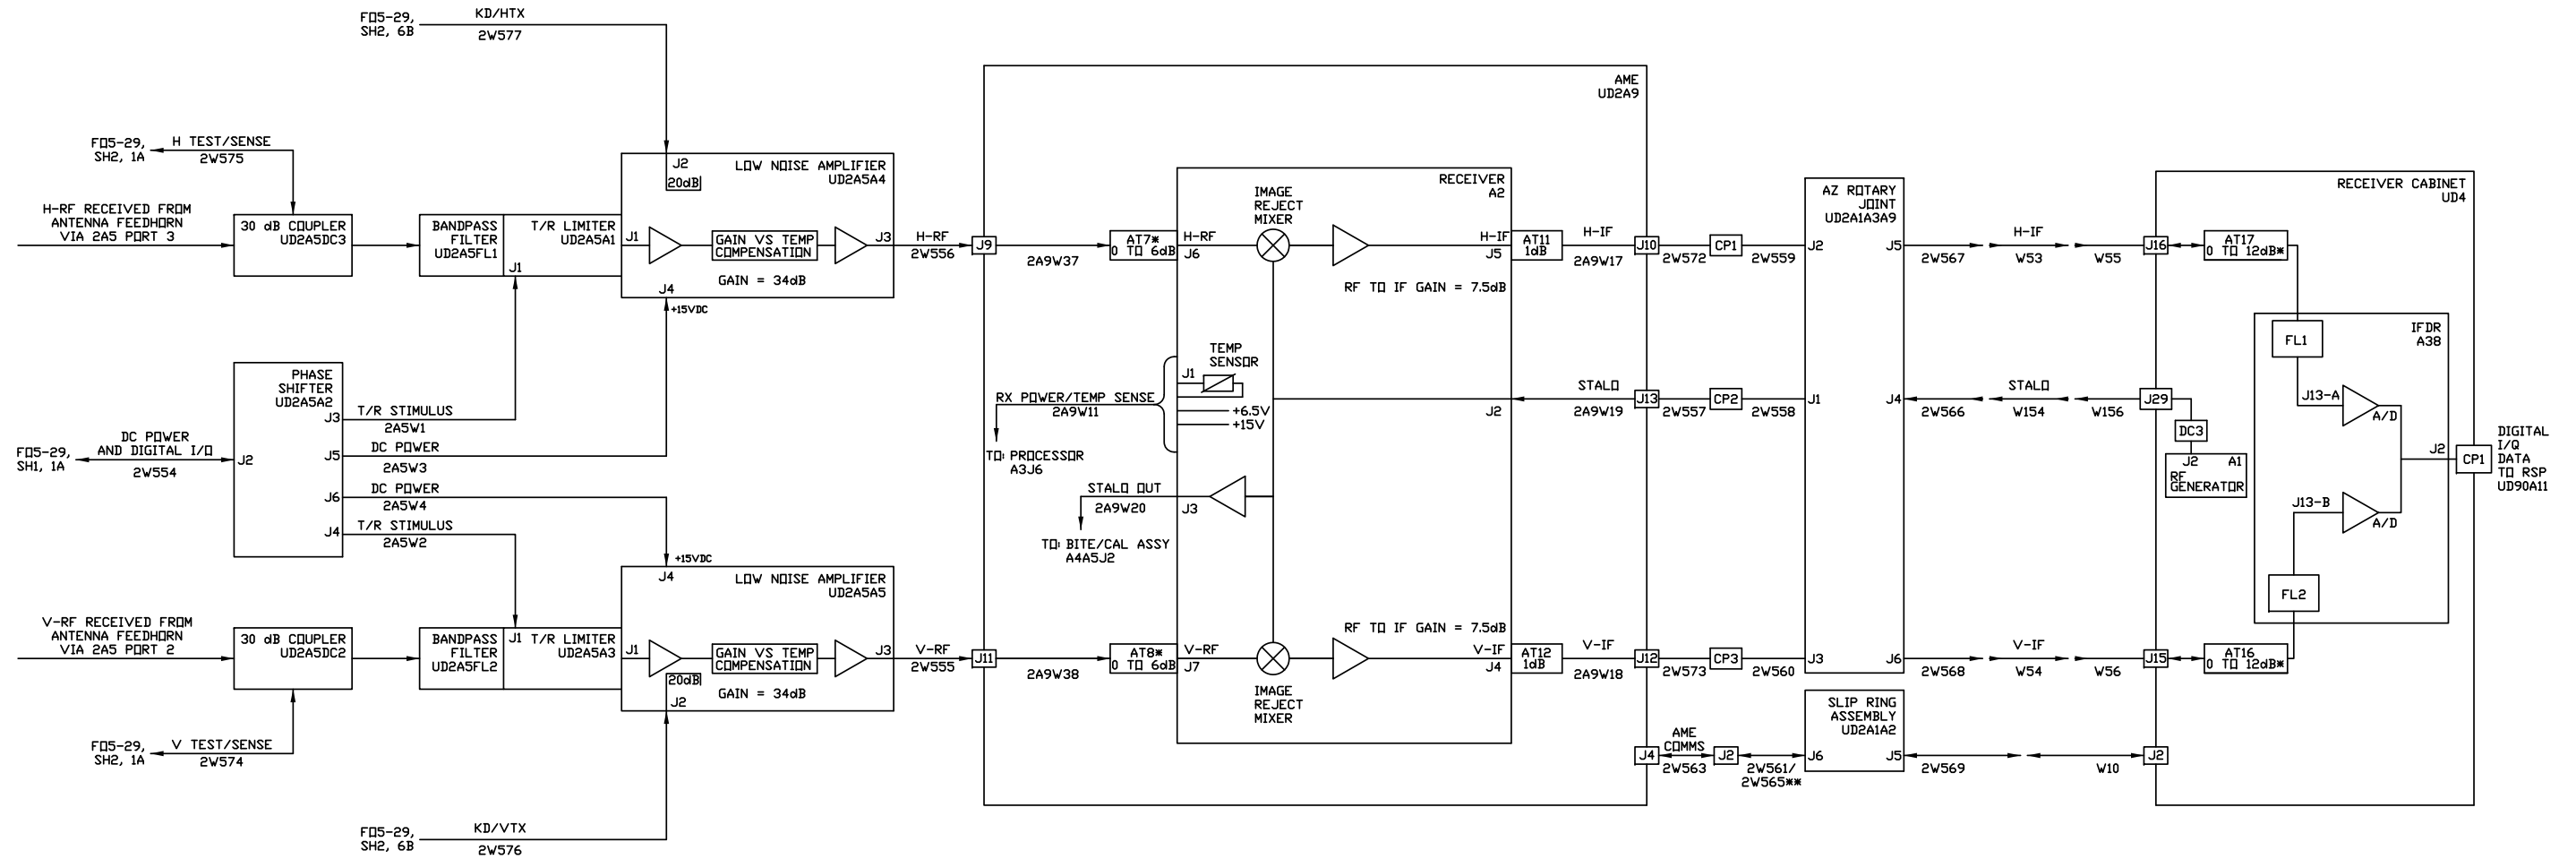 KD/HTX
FO5-29,
SH2, 6B
2W577
H TEST/SENSE
FO5-29,
SH2, 1A
2W575
H-RF RECEIVED FROM
ANTENNA FEEDHORN
VIA 2A5 PORT 3
30 dB COUPLER
UD2A5DC3
BANDPASS
FILTER
UD2A5FL1
T/R LIMITER
UD2A5A1
J1
J2
20dB
LOW NOISE AMPLIFIER
UD2A5A4
J1
GAIN VS TEMP
COMPENSATION
J3
GAIN = 34dB
J4
+15VDC
H-RF
2W556
PHASE
SHIFTER
UD2A5A2
J3
T/R STIMULUS
2A5W1
J5
DC POWER
2A5W3
FO5-29,
SH1, 1A
DC POWER
AND DIGITAL I/O
2W554
J2
J6
DC POWER
2A5W4
J4
T/R STIMULUS
2A5W2
V-RF RECEIVED FROM
ANTENNA FEEDHORN
VIA 2A5 PORT 2
30 dB COUPLER
UD2A5DC2
BANDPASS
FILTER
UD2A5FL2
J1
T/R LIMITER
UD2A5A3
+15VDC
J4
LOW NOISE AMPLIFIER
UD2A5A5
J1
GAIN VS TEMP
COMPENSATION
J3
20dB
J2
GAIN = 34dB
V-RF
2W555
FO5-29,
SH2, 1A
V TEST/SENSE
2W574
FO5-29,
SH2, 6B
KD/VTX
2W576
AME
UD2A9
J9
2A9W37
AT7*
0 TO 6dB
H-RF
J6
IMAGE
REJECT
MIXER
RECEIVER
A2
H-IF
J5
RF TO IF GAIN = 7.5dB
AT11
1dB
H-IF
2A9W17
J10
TEMP
SENSOR
J1
+6.5V
+15V
RX POWER/TEMP SENSE
2A9W11
TO: PROCESSOR
A3J6
J2
STALO
2A9W19
J13
STALO OUT
2A9W20
J3
TO: BITE/CAL ASSY
A4A5J2
J11
2A9W38
AT8*
0 TO 6dB
V-RF
J7
IMAGE
REJECT
MIXER
RF TO IF GAIN = 7.5dB
V-IF
J4
AT12
1dB
V-IF
2A9W18
J12
J4
AME
COMMS
2W563
J2
2W561/
2W565**
2W572
CP1
2W559
2W557
CP2
2W558
2W573
CP3
2W560
AZ ROTARY
JOINT
UD2A1A3A9
J2
J5
J1
J4
J3
J6
SLIP RING
ASSEMBLY
UD2A1A2
J6
J5
2W567
H-IF
W53
W55
2W566
STALO
W154
W156
2W568
V-IF
W54
W56
2W569
W10
RECEIVER CABINET
UD4
J16
AT17
0 TO 12dB*
IFDR
A38
FL1
J13-A
A/D
J29
DC3
J2
A1
RF
GENERATOR
J2
CP1
DIGITAL
I/Q
DATA
TO RSP
UD90A11
J13-B
A/D
FL2
J15
AT16
0 TO 12dB*
J2